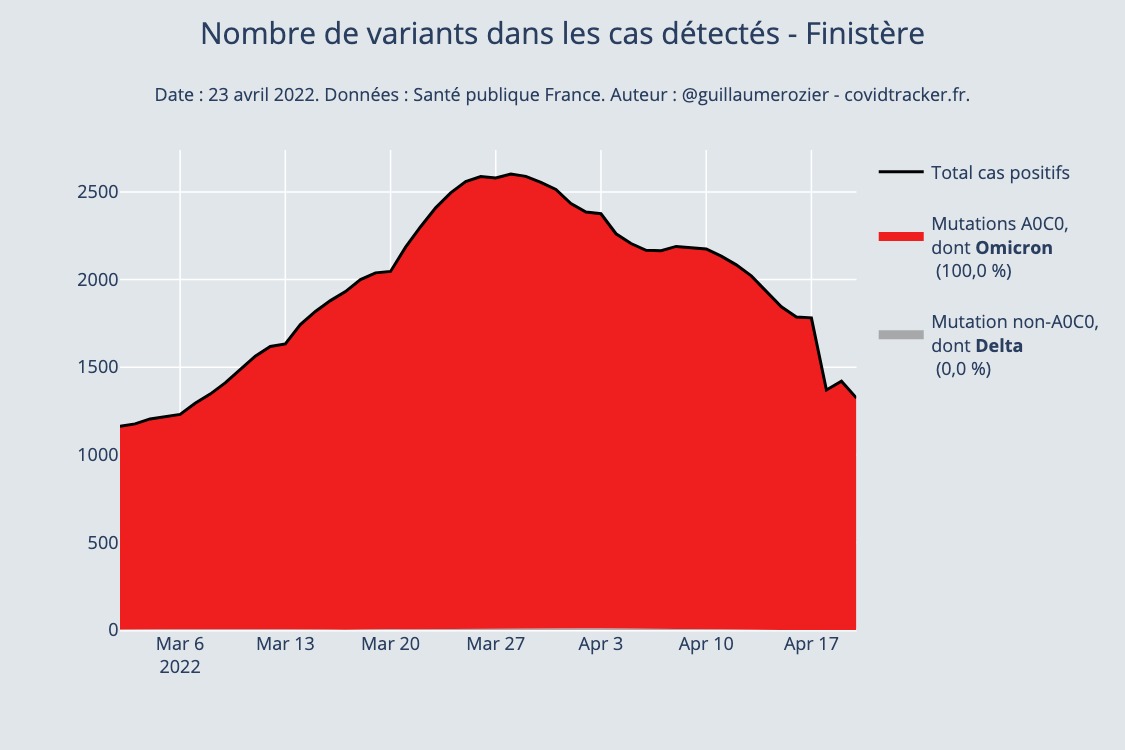 Nombre de variants dans les cas détectés - Finistère
Date : 23 avril 2022. Données : Santé publique France. Auteur : @guillaumerozier - covidtracker.fr.
2500
2000
1500
1000
500
0
Mar 6
2022
Mar 13
Mar 20
Mar 27
Apr 3
Apr 10
Apr 17
Total cas positifs
Mutations A0C0,
dont Omicron
(100,0 %)
Mutation non-A0C0,
dont Delta
(0,0 %)